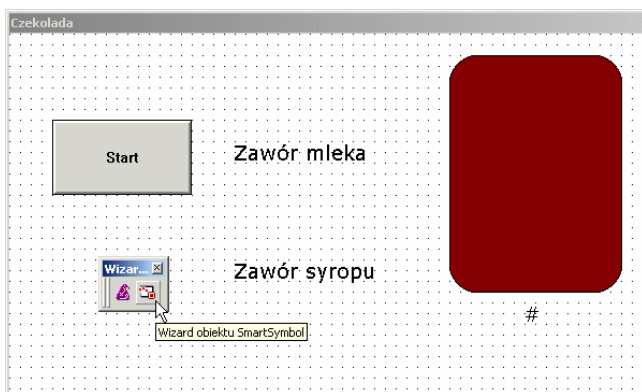 Czekolada
Start
Zawór mleka
Wizar...
Zawór syropu
Wizard obiektu SmartSymbol
#